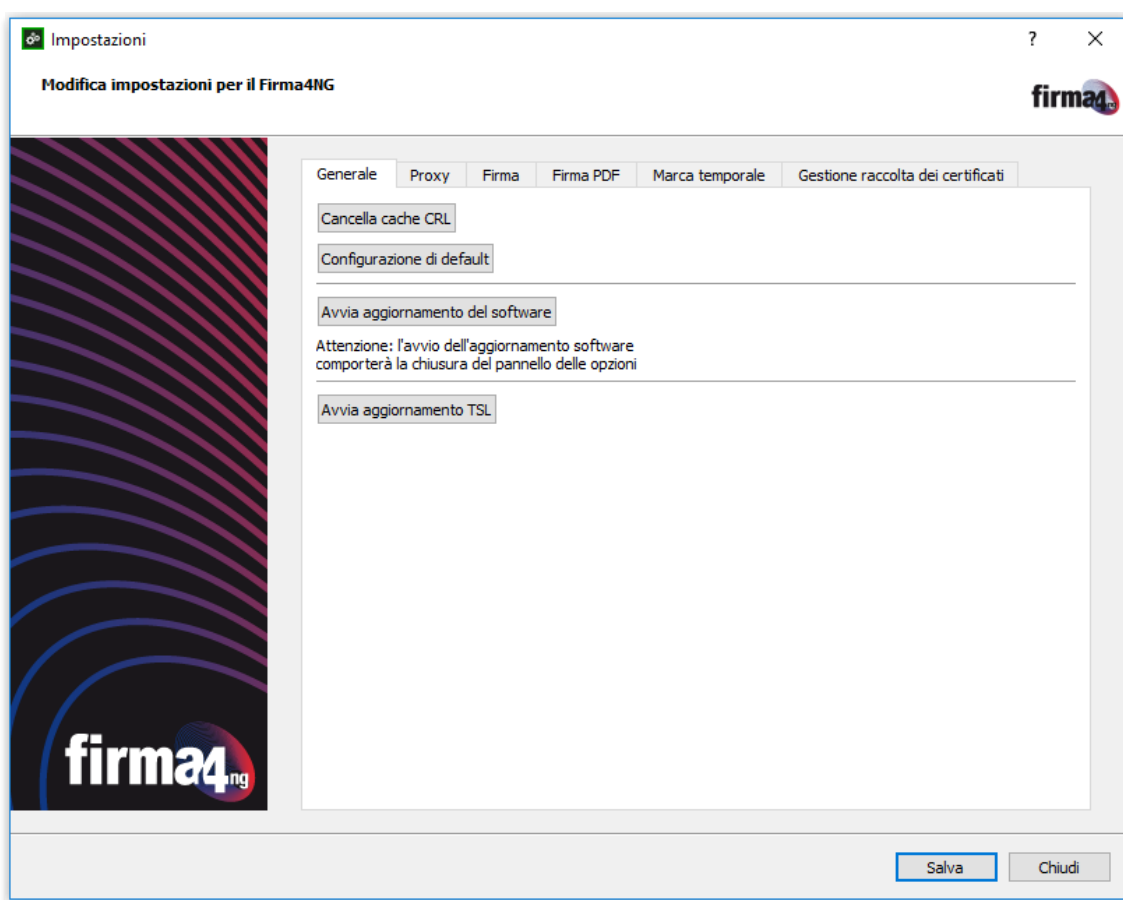 Impostazioni
?
Modifica impostazioni per il Firma4NG
firma4ng
Generale Proxy Firma Firma PDF Marca temporale Gestione raccolta dei certificati
Cancella cache CRL
Configurazione di default
Avvia aggiornamento del software
Attenzione: l'avvio dell'aggiornamento software
comporterà la chiusura del pannello delle opzioni
Avvia aggiornamento TSL
firma4ng
Salva Chiudi